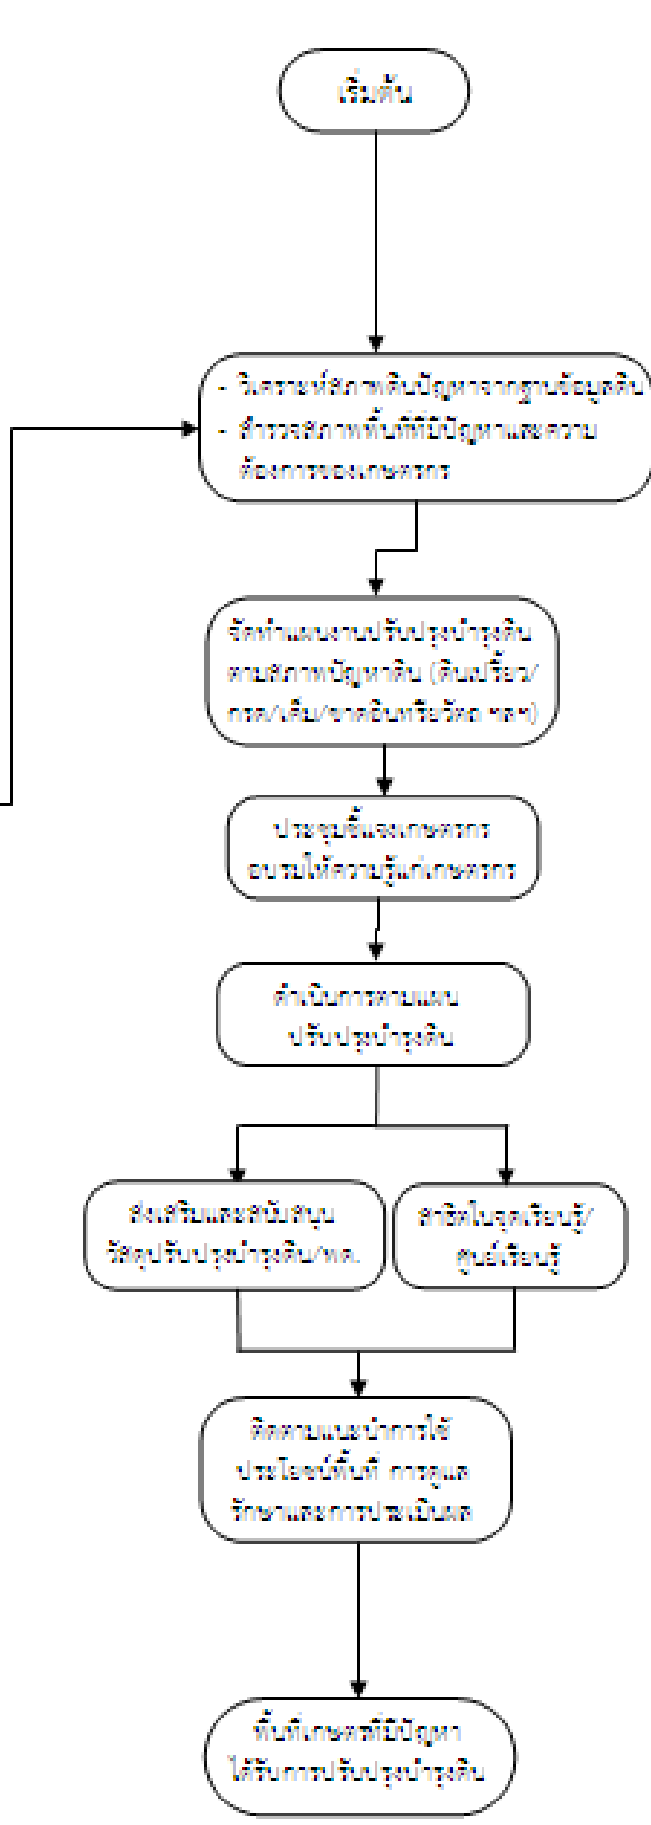 เริ่มต้น
- วิเคราะห์สภาพดินปัญหาจากฐานข้อมูลดิน
- สำรวจสภาพพื้นที่ที่มีปัญหาและความ
ต้องการของเกษตรกร
จัดทำแผนงานปรับปรุงบำรุงดิน
ตามสภาพปัญหาดิน (ดินเปรี้ยว/
กรด/เค็ม/ขาดอินทรียวัตถุ ฯลฯ)
ประชุมชี้แจงเกษตรกร
อบรมให้ความรู้แก่เกษตรกร
ดำเนินการตามแผน
ปรับปรุงบำรุงดิน
ส่งเสริมและสนับสนุน
วัสดุปรับปรุงบำรุงดิน/พด.
สาธิตในจุดเรียนรู้/
ศูนย์เรียนรู้
ติดตามแนะนำการใช้
ประโยชน์พื้นที่ การดูแล
รักษาและการประเมินผล
พื้นที่เกษตรที่มีปัญหา
ได้รับการปรับปรุงบำรุงดิน